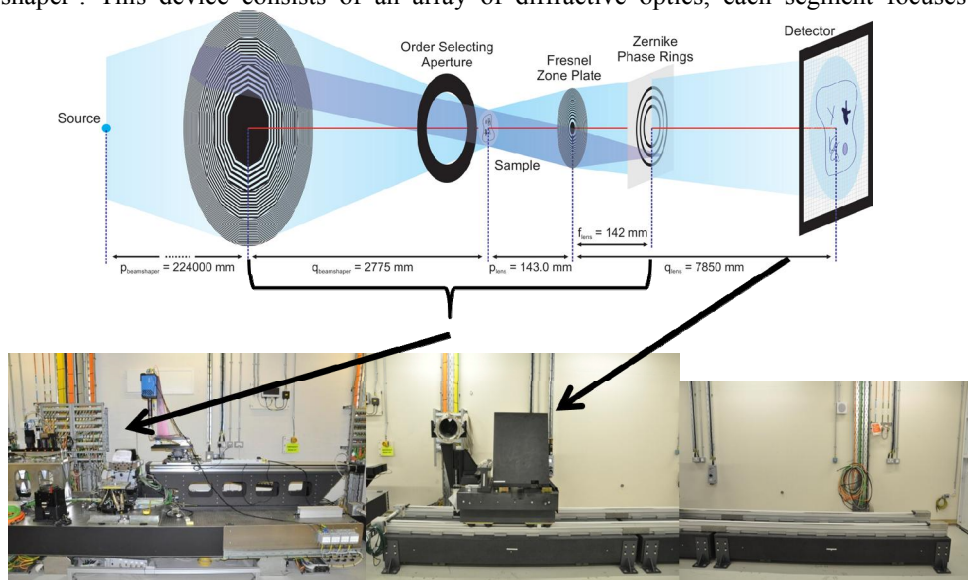 shaper". This device consists of an array of diffractive optics, each segment focuses
Order Selecting
Aperture
Fresnel
Zone Plate
Zernike
Phase Rings
Detector
Source
Sample
f_lens = 142 mm
p_beamshaper = 224000 mm
q_beamshaper = 2775 mm
p_lens = 143.0 mm
q_lens = 7850 mm